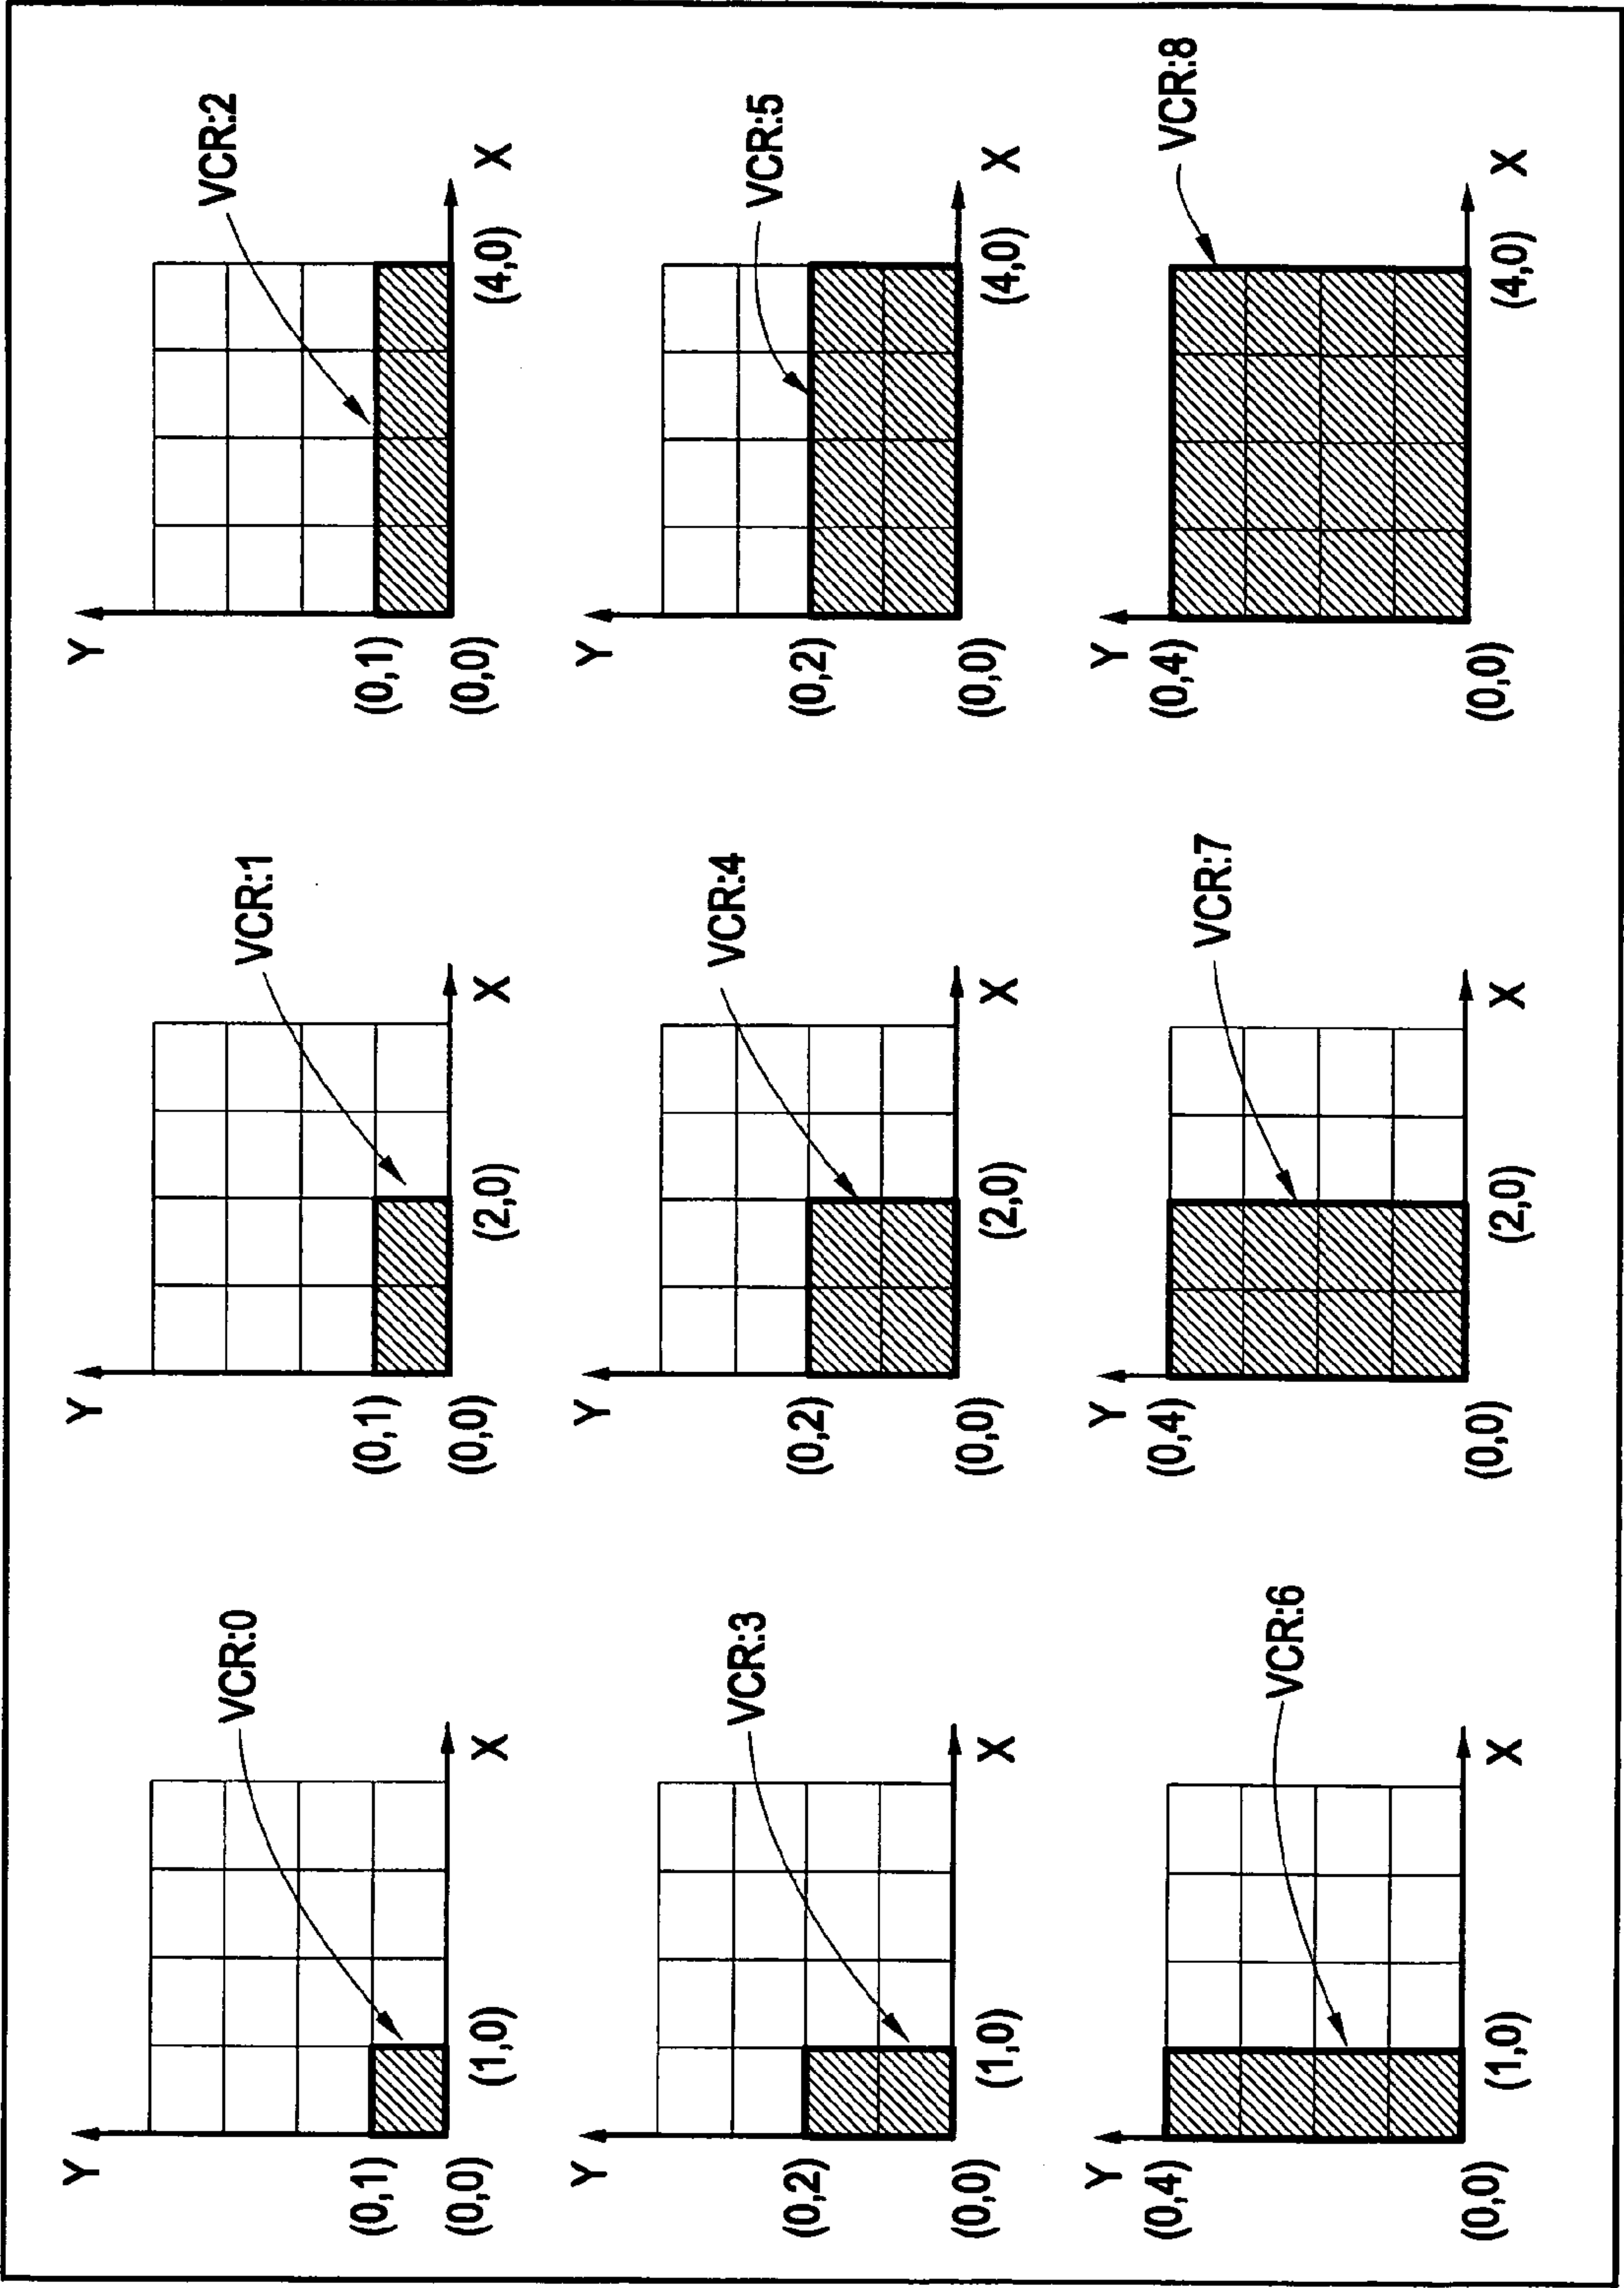 Y
VCR:0
(0,1)
(0,0)
(1,0)
X
Y
VCR:1
(0,1)
(0,0)
(2,0)
X
Y
VCR:2
(0,1)
(0,0)
(4,0)
X
Y
VCR:3
(0,2)
(0,0)
(1,0)
X
Y
VCR:4
(0,2)
(0,0)
(2,0)
X
Y
VCR:5
(0,2)
(0,0)
(4,0)
X
Y
VCR:6
(0,4)
(0,0)
(1,0)
X
Y
VCR:7
(0,4)
(0,0)
(2,0)
X
Y
VCR:8
(0,4)
(0,0)
(4,0)
X